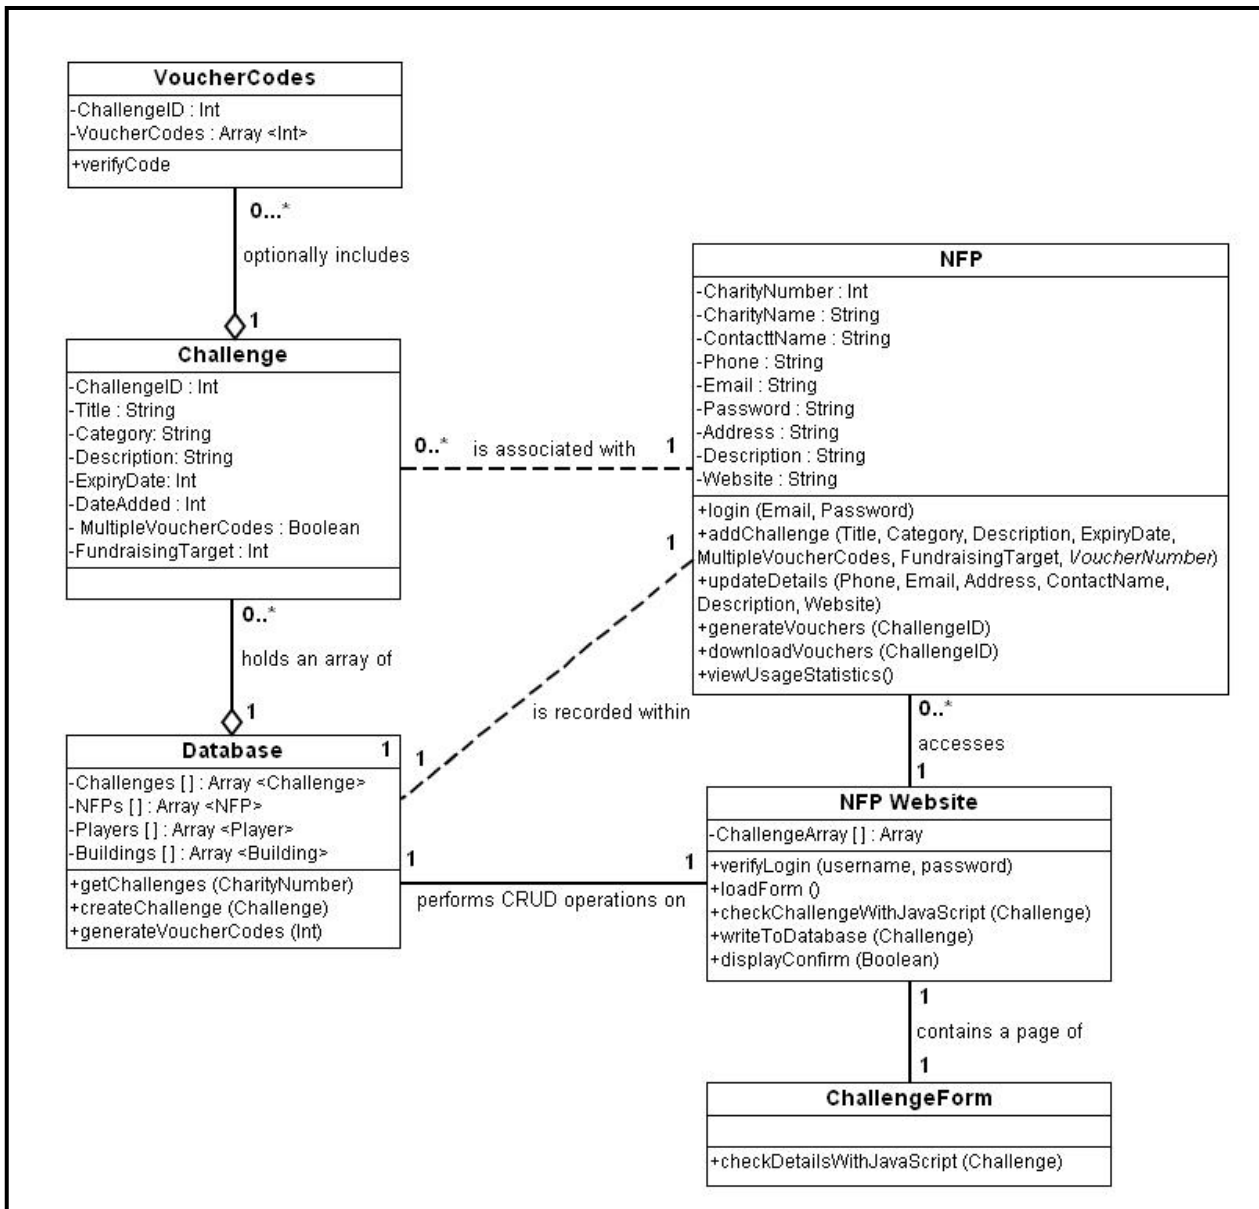 VoucherCodes
-ChallengeID : Int
-VoucherCodes : Array <Int>
+verifyCode
0...*
optionally includes
1
Challenge
-ChallengeID : Int
-Title : String
-Category: String
-Description: String
-ExpiryDate: Int
-DateAdded : Int
- MultipleVoucherCodes : Boolean
-FundraisingTarget : Int
0..*
is associated with
1
NFP
-CharityNumber : Int
-CharityName : String
-ContacttName : String
-Phone : String
-Email : String
-Password : String
-Address : String
-Description : String
-Website : String
+login (Email, Password)
+addChallenge (Title, Category, Description, ExpiryDate,
MultipleVoucherCodes, FundraisingTarget, VoucherNumber)
+updateDetails (Phone, Email, Address, ContactName,
Description, Website)
+generateVouchers (ChallengeID)
+downloadVouchers (ChallengeID)
+viewUsageStatistics()
0..*
holds an array of
1
1
is recorded within
1
Database
1
-Challenges [ ] : Array <Challenge>
-NFPs [ ] : Array <NFP>
-Players [ ] : Array <Player>
-Buildings [ ] : Array <Building>
+getChallenges (CharityNumber)
+createChallenge (Challenge)
+generateVoucherCodes (Int)
0..*
accesses
1
1
performs CRUD operations on
1
NFP Website
-ChallengeArray [ ] : Array
+verifyLogin (username, password)
+loadForm ()
+checkChallengeWithJavaScript (Challenge)
+writeToDatabase (Challenge)
+displayConfirm (Boolean)
1
contains a page of
1
ChallengeForm
+checkDetailsWithJavaScript (Challenge)